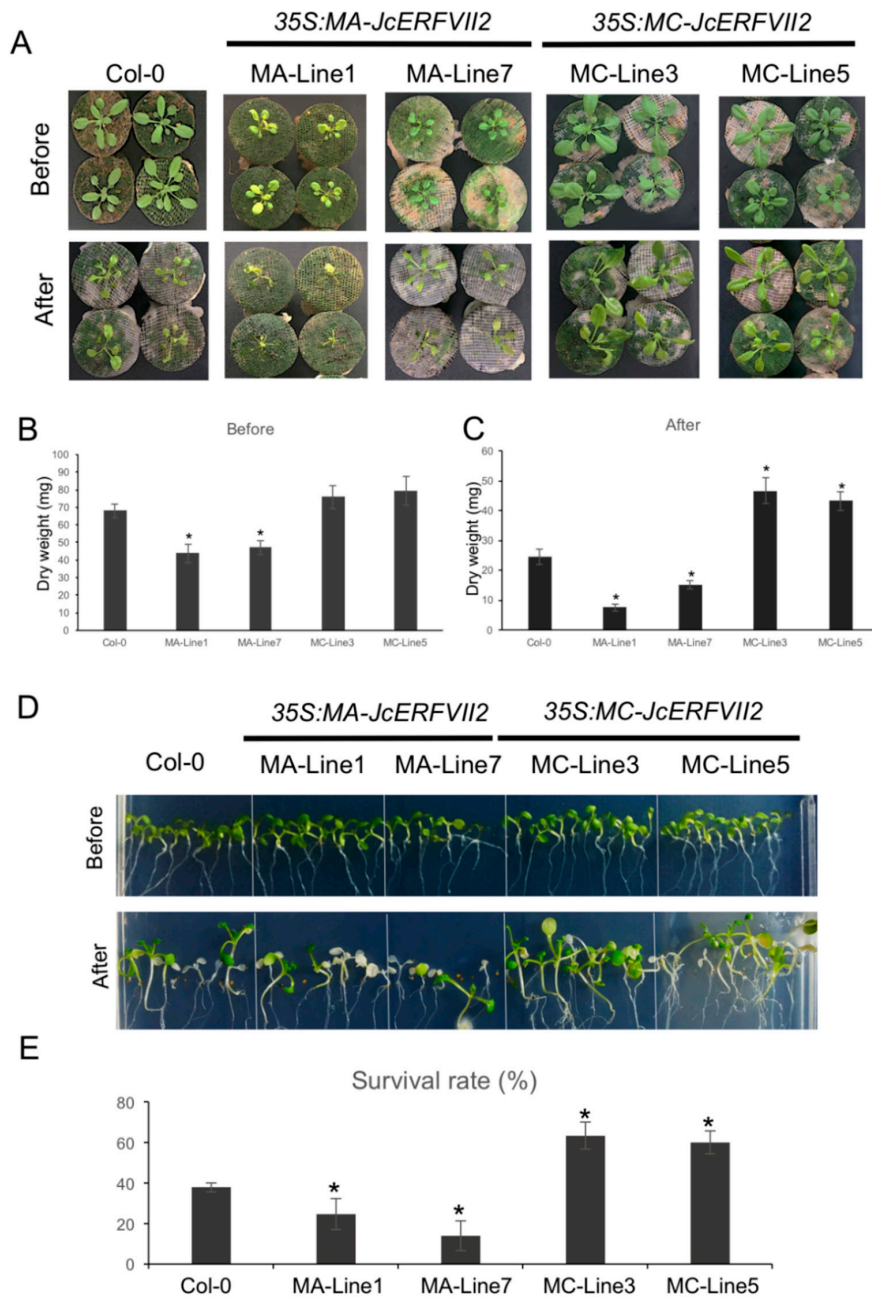 35S:MA-JcERFVII2 35S:MC-JcERFVII2
A
Col-0 MA-Line1 MA-Line7 MC-Line3 MC-Line5
Before
After
B
Before
Dry weight (mg)
100
90
80
70
60
50
40
30
20
10
0
* *
Col-0 MA-Line1 MA-Line7 MC-Line3 MC-Line5
C
After
Dry weight (mg)
60
50
40
30
20
10
0
* * * *
Col-0 MA-Line1 MA-Line7 MC-Line3 MC-Line5
D
35S:MA-JcERFVII2 35S:MC-JcERFVII2
Col-0 MA-Line1 MA-Line7 MC-Line3 MC-Line5
Before
After
E
Survival rate (%)
80
60
40
20
0
* * * *
Col-0 MA-Line1 MA-Line7 MC-Line3 MC-Line5